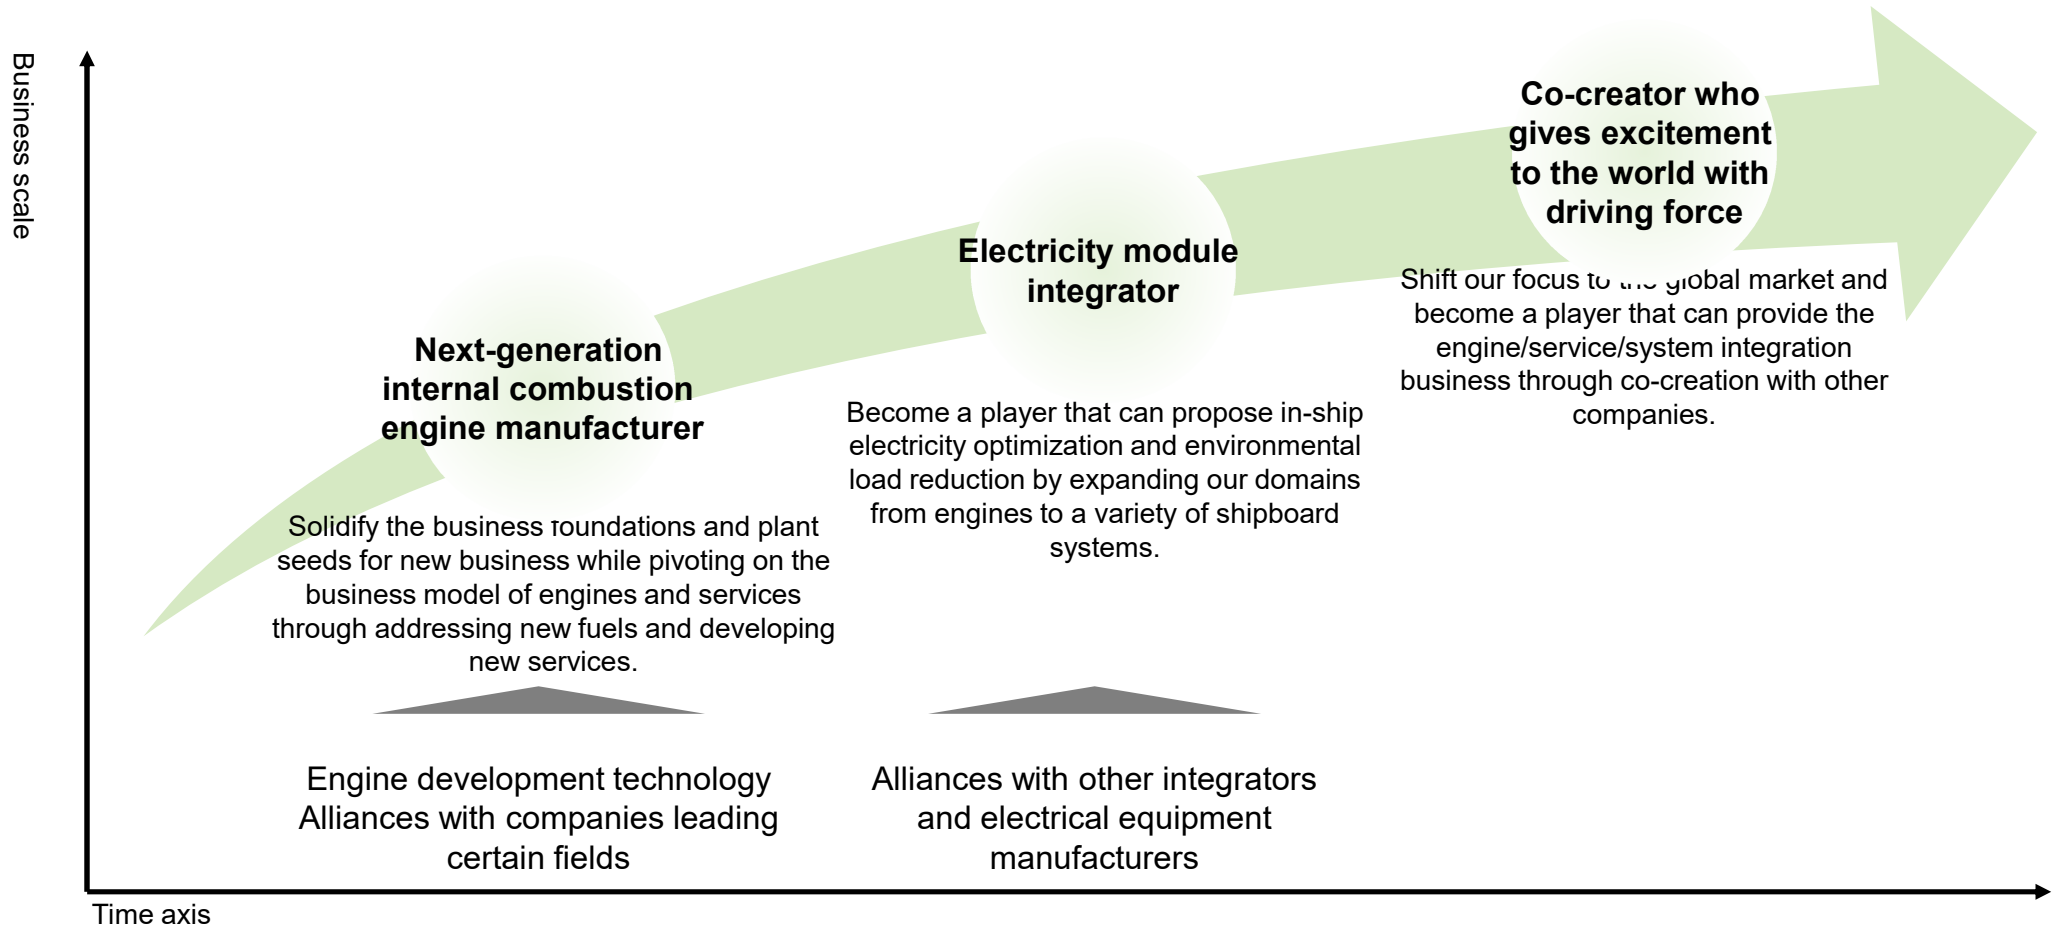 Business scale
Co-creator who
gives excitement
to the world with
driving force
Shift our focus to the global market and
become a player that can provide the
engine/service/system integration
business through co-creation with other
companies.
Electricity module
integrator
Become a player that can propose in-ship
electricity optimization and environmental
load reduction by expanding our domains
from engines to a variety of shipboard
systems.
Next-generation
internal combustion
engine manufacturer
Solidify the business foundations and plant
seeds for new business while pivoting on the
business model of engines and services
through addressing new fuels and developing
new services.
Engine development technology
Alliances with companies leading
certain fields
Alliances with other integrators
and electrical equipment
manufacturers
Time axis